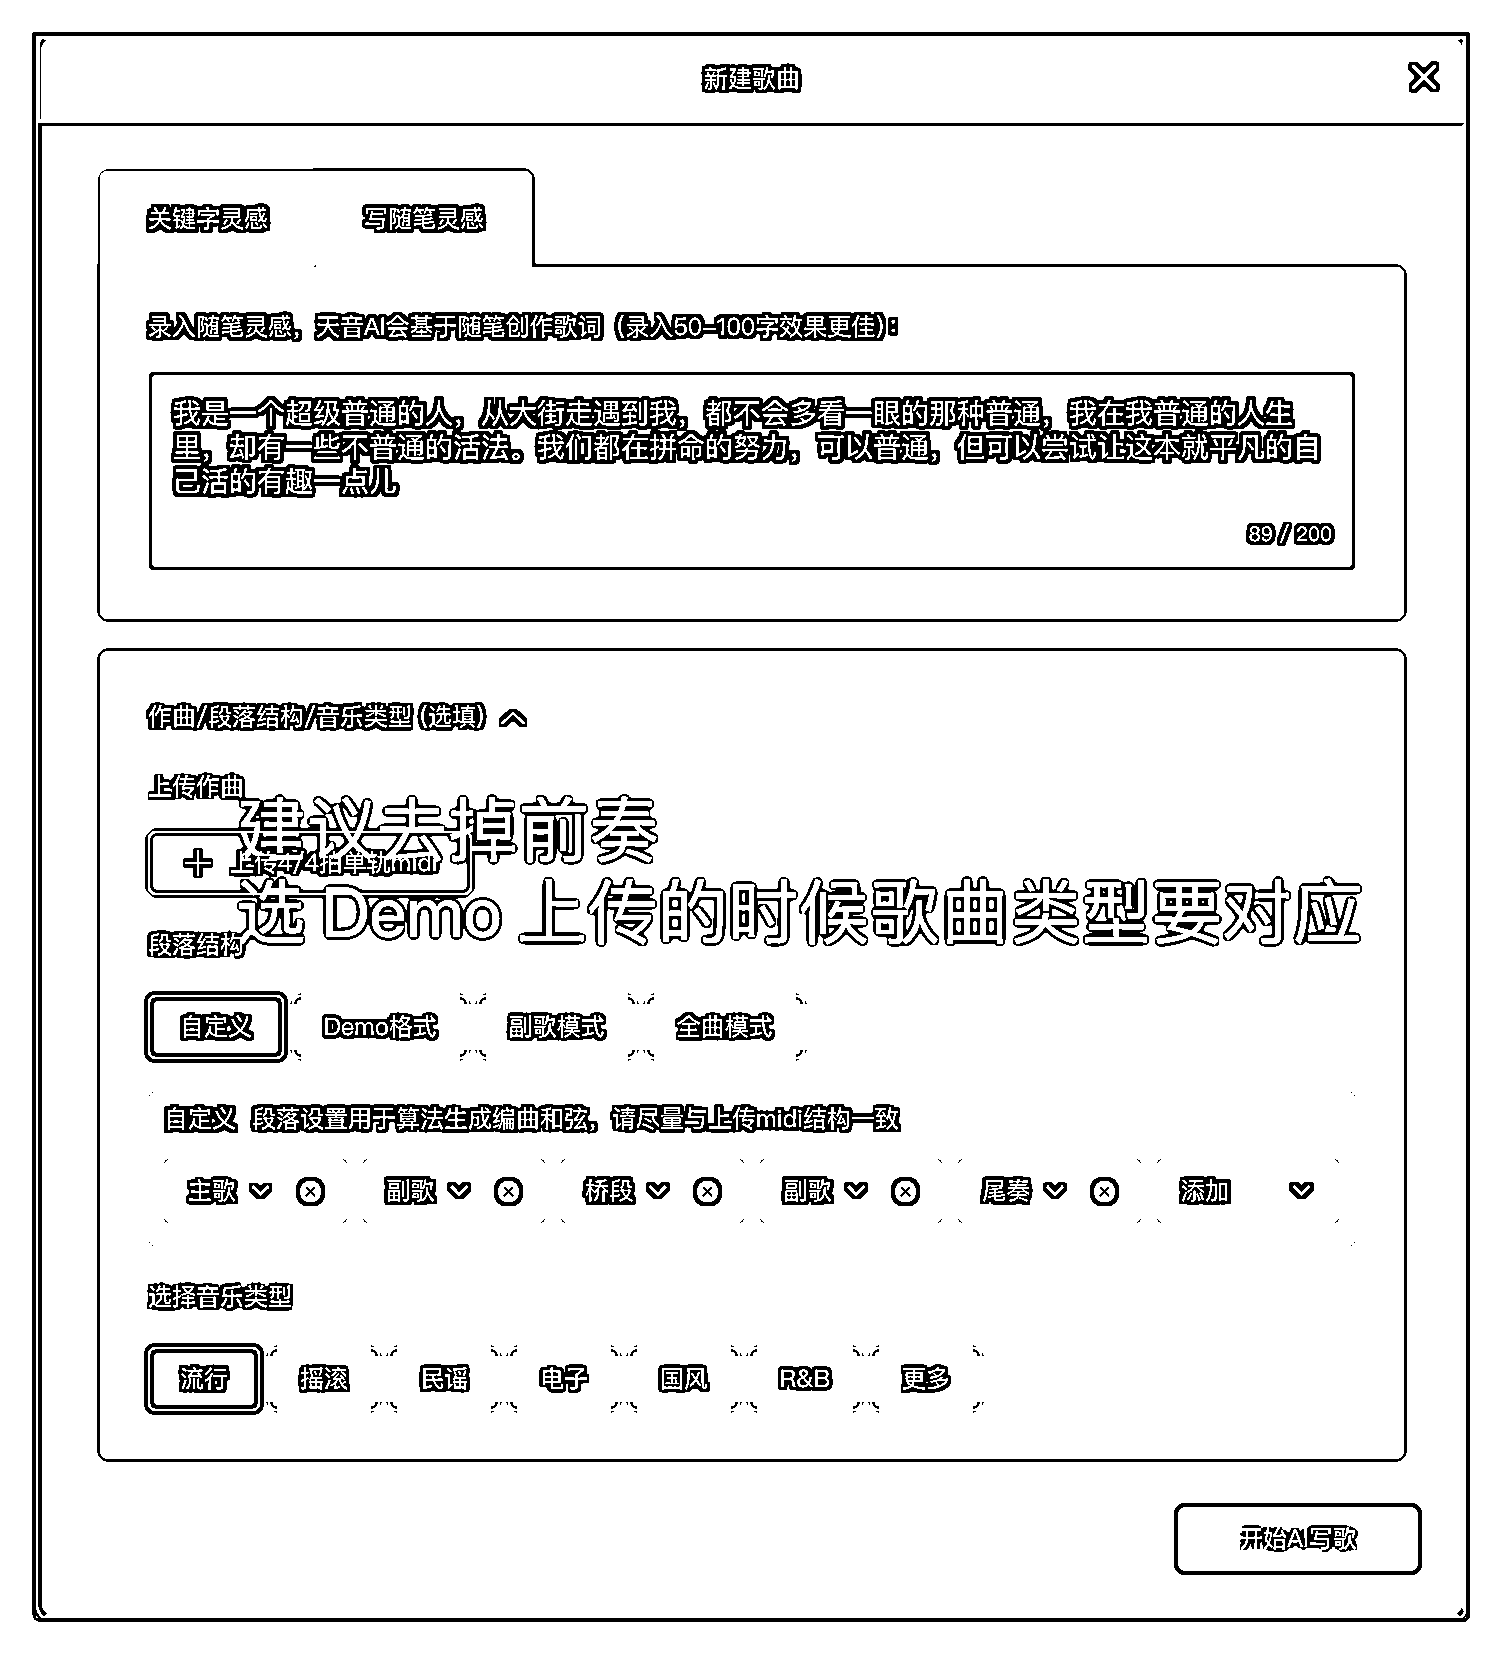 新建歌曲
关键字灵感
写随笔灵感
录入随笔灵感，天音AI会基于随笔创作歌词（录入50-100字效果更佳）：
我是一个超级普通的人，从大街走遇到我，都不会多看一眼的那种普通，我在我普通的人生
里，却有一些不普通的活法。我们都在拼命的努力，可以普通，但可以尝试让这本就平凡的自
己活的有趣一点儿
89 / 200
作曲/段落结构/音乐类型（选填）
上传作曲
建议去掉前奏
上传4/4拍单轨midi
选 Demo 上传的时候歌曲类型要对应
段落结构
自定义
Demo格式
副歌模式
全曲模式
自定义 段落设置用于算法生成编曲和弦，请尽量与上传midi结构一致
主歌
副歌
桥段
副歌
尾奏
添加
选择音乐类型
流行
摇滚
民谣
电子
国风
R&B
更多
开始AI写歌